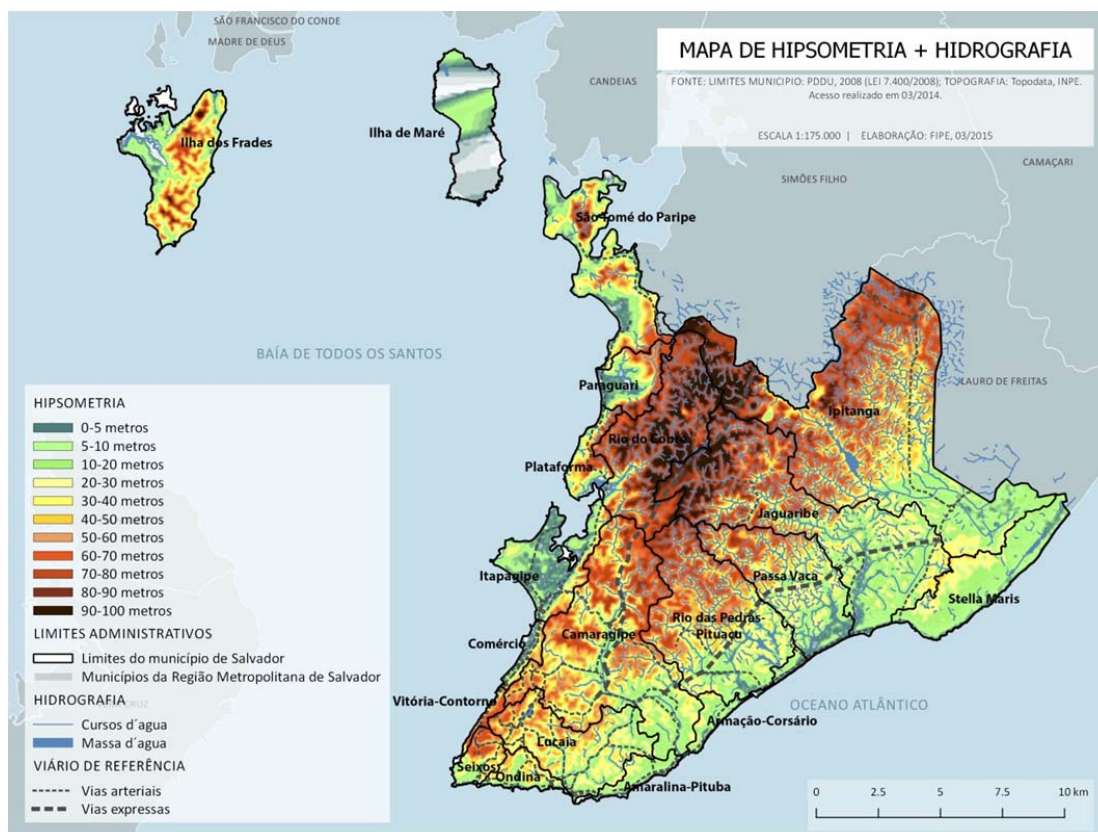 SÃO FRANCISCO DO CONDE
MADRE DE DEUS
MAPA DE HIPSOMETRIA + HIDROGRAFIA
FONTE: LIMITES MUNICIPIO: PDDU, 2008 (LEI 7.400/2008); TOPOGRAFIA: Topodata, INPE.
Acesso realizado em 03/2014.
ESCALA 1:175.000 | ELABORAÇÃO: FIPE, 03/2015
CANDEIAS
CAMAÇARI
SIMÕES FILHO
LAURO DE FREITAS
Ilha dos Frades
Ilha de Maré
São Tomé do Paripe
BAÍA DE TODOS OS SANTOS
Paraguari
Ipitanga
Rio do Cobre
Plataforma
Jaguaribe
Itapagipe
Passa Vaca
Stella Maris
Rio das Pedras-
Pituaçu
Camaragipe
Comércio
Vitória-Contorno
OCEANO ATLÂNTICO
Armação-Corsário
Lucaia
Seixos
Ondina
Amaralina-Pituba
HIPSOMETRIA
0-5 metros
5-10 metros
10-20 metros
20-30 metros
30-40 metros
40-50 metros
50-60 metros
60-70 metros
70-80 metros
80-90 metros
90-100 metros
LIMITES ADMINISTRATIVOS
Limites do município de Salvador
Municípios da Região Metropolitana de Salvador
HIDROGRAFIA
Cursos d´agua
Massa d´agua
VIÁRIO DE REFERÊNCIA
Vias arteriais
Vias expressas
0 2.5 5 7.5 10 km